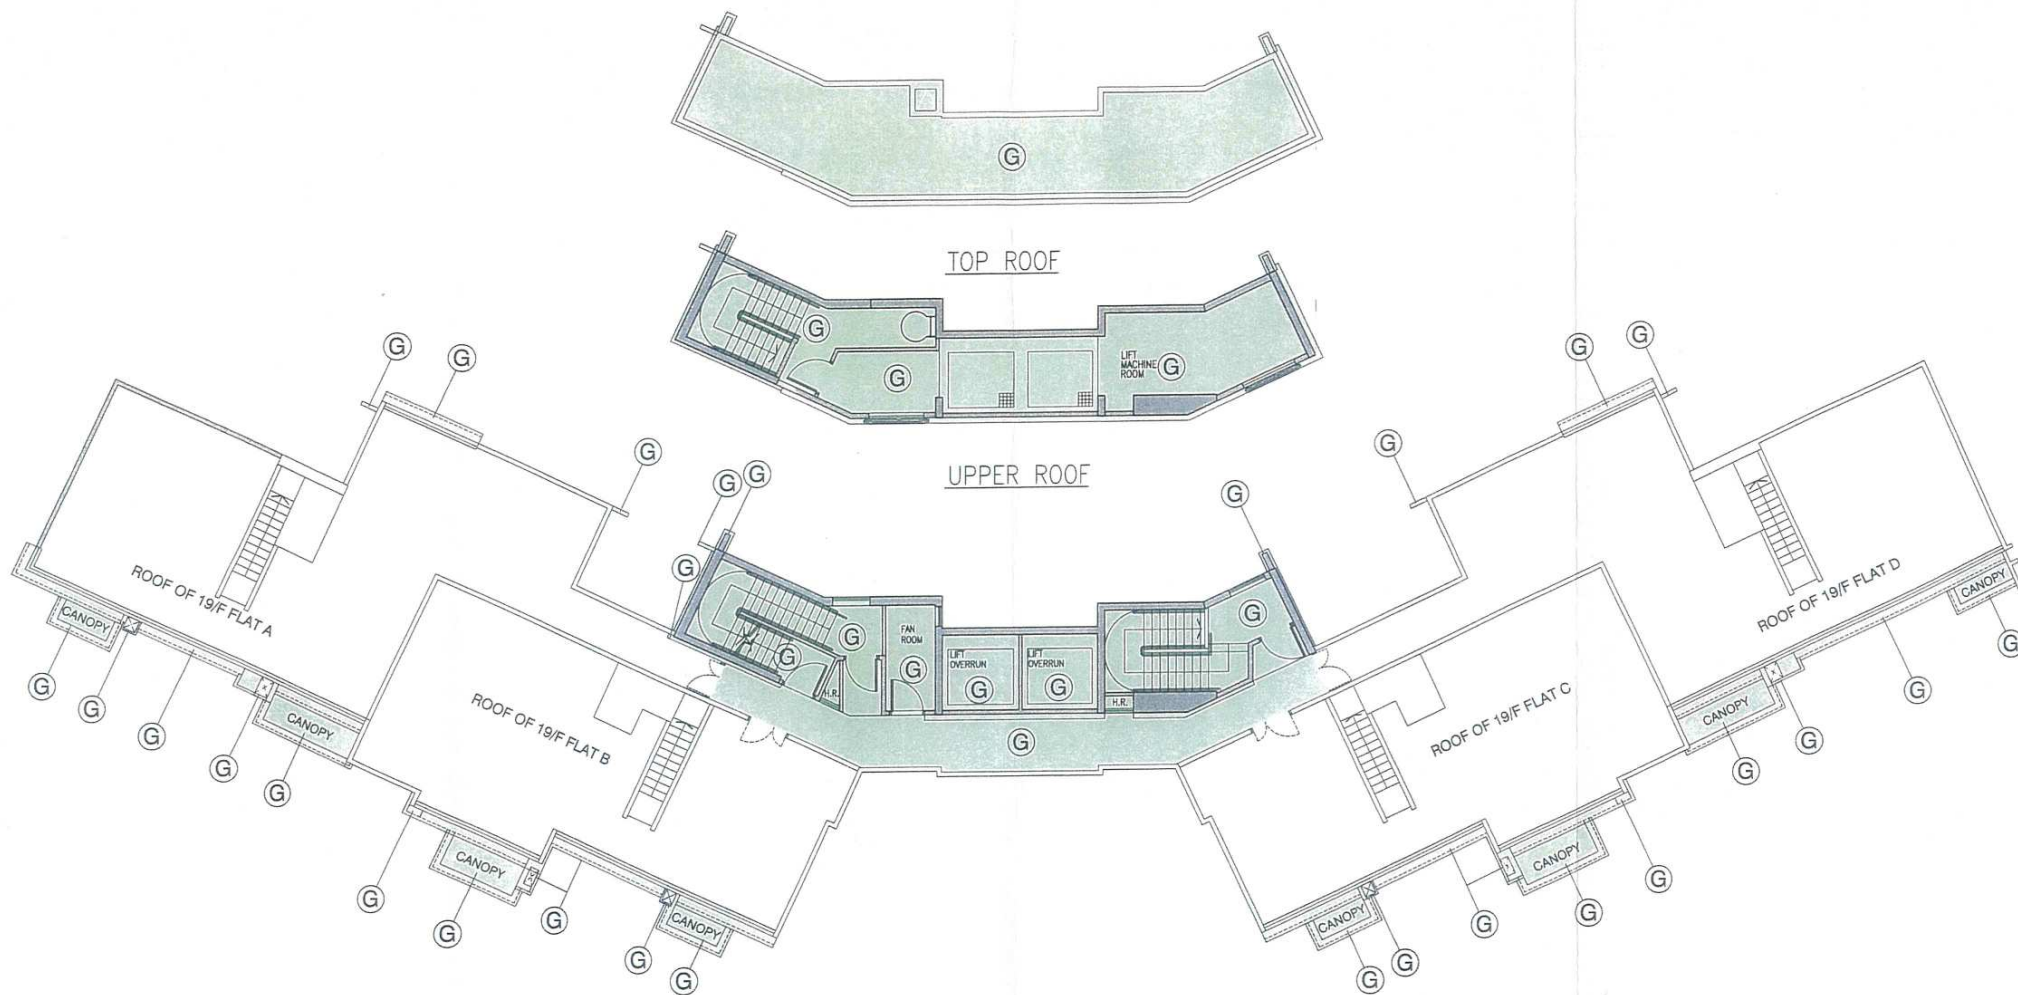 G
TOP ROOF
G
G
LIFT
MACHINE
ROOM
G
UPPER ROOF
G
G
G
G
G
G
G
G
G
G
G
ROOF OF 19/F FLAT A
ROOF OF 19/F FLAT B
ROOF OF 19/F FLAT C
ROOF OF 19/F FLAT D
G
G
H.R.
FAN
ROOM
G
LIFT
OVERRUN
G
LIFT
OVERRUN
G
H.R.
G
G
CANOPY
G
G
G
G
CANOPY
G
G
CANOPY
G
G
G
CANOPY
G
CANOPY
G
G
G
CANOPY
G
G
CANOPY
G
G
G
CANOPY
G